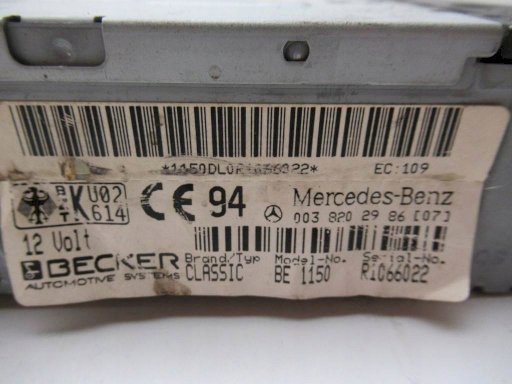 EC:109
BZT K U02 614 CE 94 Mercedes-Benz
003 820 29 86 [07]
12 Volt
BECKER Brand/Typ Model-No. Serial-No.
AUTOMOTIVE SYSTEMS CLASSIC BE 1150 R1066022